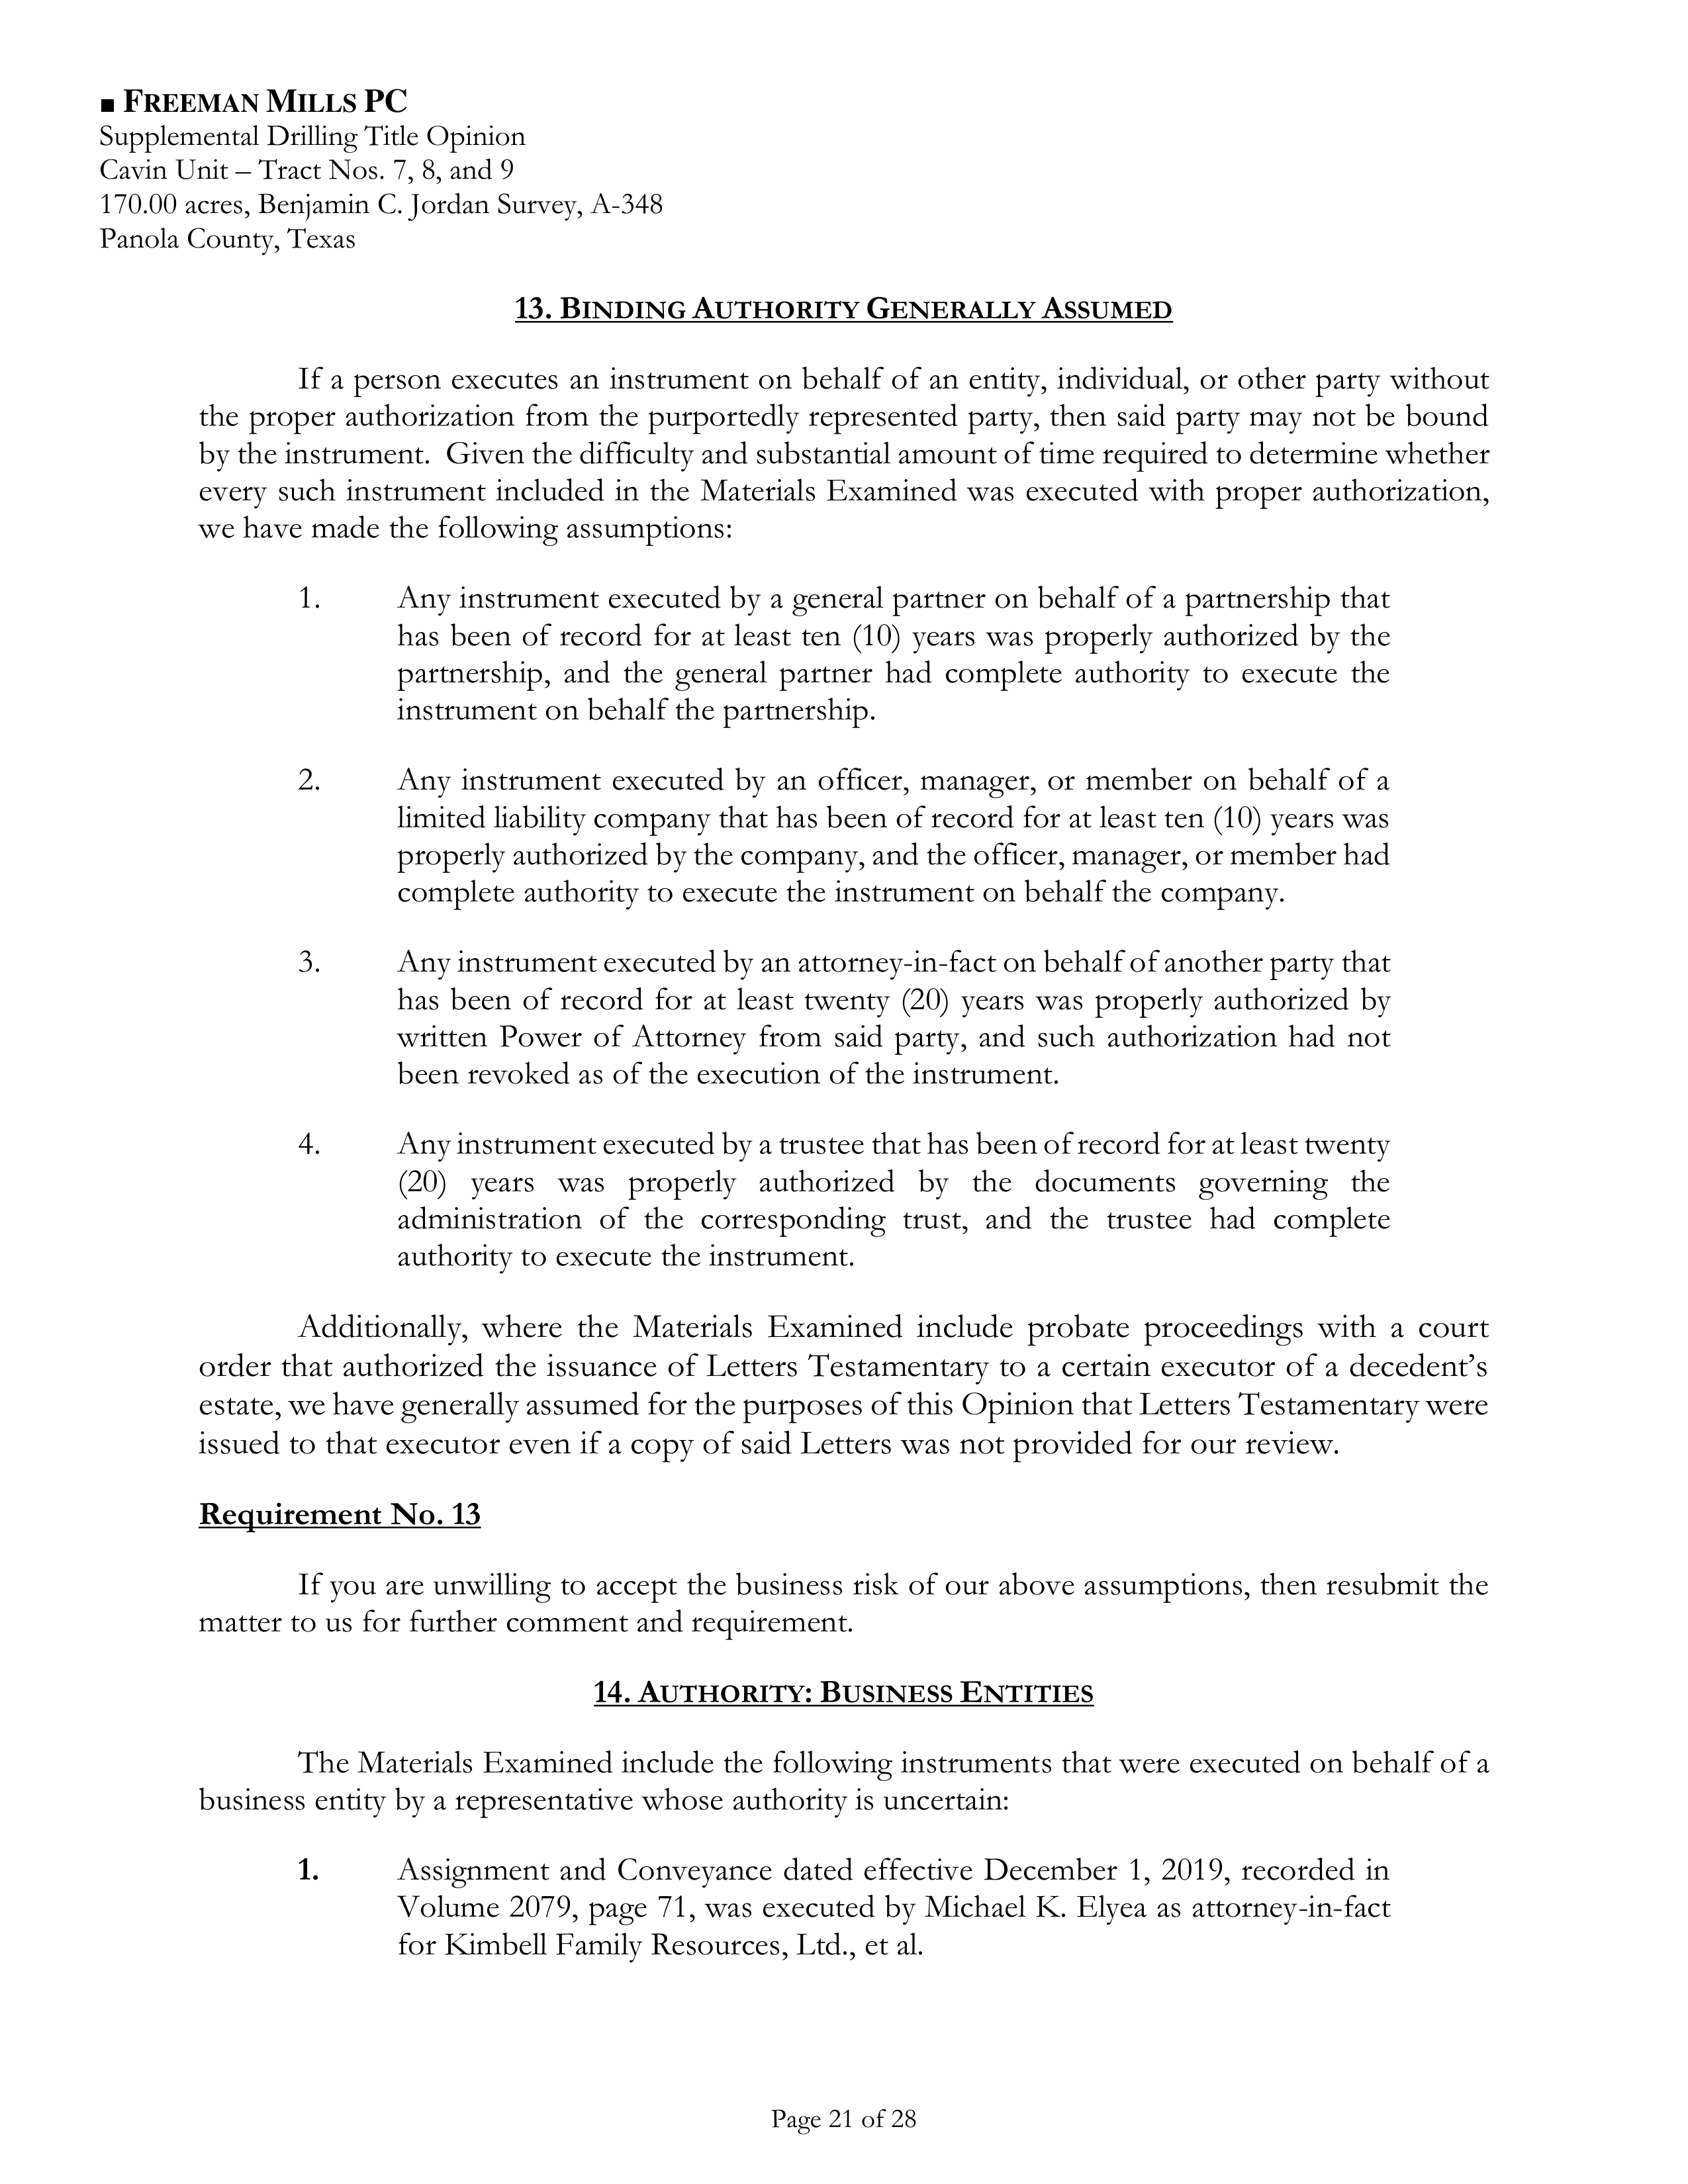 ■ FREEMAN MILLS PC
Supplemental Drilling Title Opinion
Cavin Unit – Tract Nos. 7, 8, and 9
170.00 acres, Benjamin C. Jordan Survey, A-348
Panola County, Texas
13. BINDING AUTHORITY GENERALLY ASSUMED
If a person executes an instrument on behalf of an entity, individual, or other party without
the proper authorization from the purportedly represented party, then said party may not be bound
by the instrument.  Given the difficulty and substantial amount of time required to determine whether
every such instrument included in the Materials Examined was executed with proper authorization,
we have made the following assumptions:
1. Any instrument executed by a general partner on behalf of a partnership that
has been of record for at least ten (10) years was properly authorized by the
partnership, and the general partner had complete authority to execute the
instrument on behalf the partnership.
2. Any instrument executed by an officer, manager, or member on behalf of a
limited liability company that has been of record for at least ten (10) years was
properly authorized by the company, and the officer, manager, or member had
complete authority to execute the instrument on behalf the company.
3. Any instrument executed by an attorney-in-fact on behalf of another party that
has been of record for at least twenty (20) years was properly authorized by
written Power of Attorney from said party, and such authorization had not
been revoked as of the execution of the instrument.
4. Any instrument executed by a trustee that has been of record for at least twenty
(20) years was properly authorized by the documents governing the
administration of the corresponding trust, and the trustee had complete
authority to execute the instrument.
Additionally, where the Materials Examined include probate proceedings with a court
order that authorized the issuance of Letters Testamentary to a certain executor of a decedent’s
estate, we have generally assumed for the purposes of this Opinion that Letters Testamentary were
issued to that executor even if a copy of said Letters was not provided for our review.
Requirement No. 13
If you are unwilling to accept the business risk of our above assumptions, then resubmit the
matter to us for further comment and requirement.
14. AUTHORITY: BUSINESS ENTITIES
The Materials Examined include the following instruments that were executed on behalf of a
business entity by a representative whose authority is uncertain:
1. Assignment and Conveyance dated effective December 1, 2019, recorded in
Volume 2079, page 71, was executed by Michael K. Elyea as attorney-in-fact
for Kimbell Family Resources, Ltd., et al.
Page 21 of 28